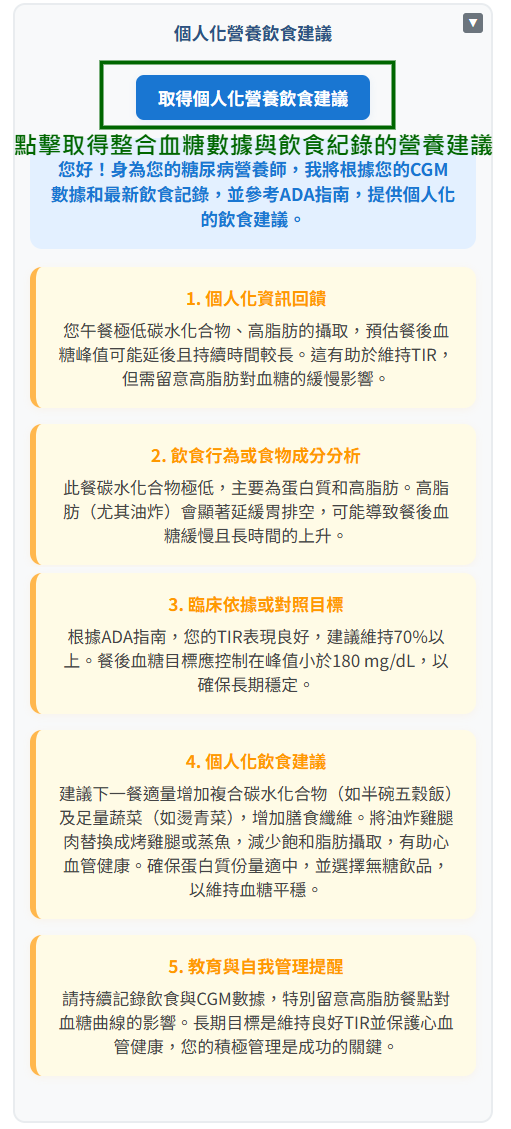 個人化營養飲食建議
▼
取得個人化營養飲食建議
點擊取得整合血糖數據與飲食紀錄的營養建議
您好！身為您的糖尿病營養師，我將根據您的CGM
數據和最新飲食記錄，並參考ADA指南，提供個人化
的飲食建議。
1. 個人化資訊回饋
您午餐極低碳水化合物、高脂肪的攝取，預估餐後血
糖峰值可能延後且持續時間較長。這有助於維持TIR，
但需留意高脂肪對血糖的緩慢影響。
2. 飲食行為或食物成分分析
此餐碳水化合物極低，主要為蛋白質和高脂肪。高脂
肪（尤其油炸）會顯著延緩胃排空，可能導致餐後血
糖緩慢且長時間的上升。
3. 臨床依據或對照目標
根據ADA指南，您的TIR表現良好，建議維持70%以
上。餐後血糖目標應控制在峰值小於180 mg/dL，以
確保長期穩定。
4. 個人化飲食建議
建議下一餐適量增加複合碳水化合物（如半碗五穀飯）
及足量蔬菜（如燙青菜），增加膳食纖維。將油炸雞腿
肉替換成烤雞腿或蒸魚，減少飽和脂肪攝取，有助心
血管健康。確保蛋白質份量適中，並選擇無糖飲品，
以維持血糖平穩。
5. 教育與自我管理提醒
請持續記錄飲食與CGM數據，特別留意高脂肪餐點對
血糖曲線的影響。長期目標是維持良好TIR並保護心血
管健康，您的積極管理是成功的關鍵。